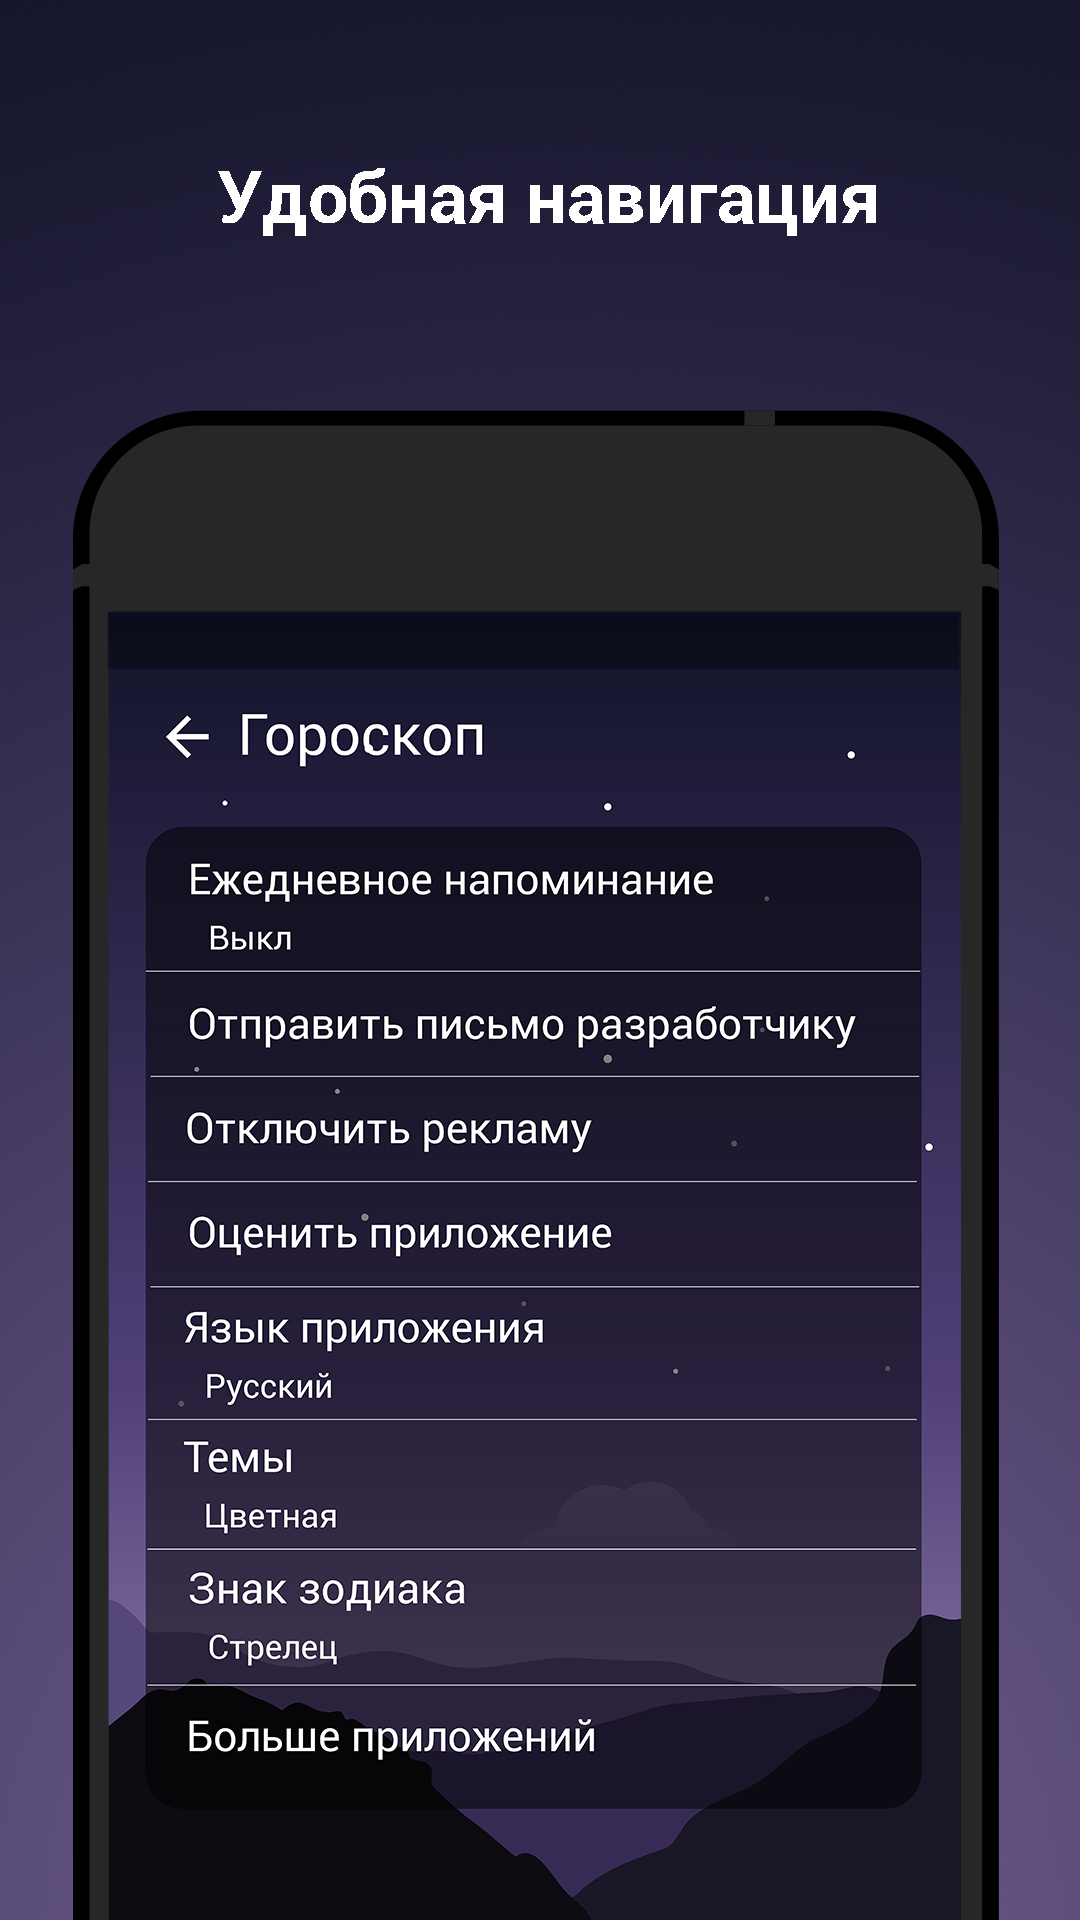 Удобная навигация
Гороскоп
Ежедневное напоминание
Выкл
Отправить письмо разработчику
Отключить рекламу
Оценить приложение
Язык приложения
Русский
Темы
Цветная
Знак зодиака
Стрелец
Больше приложений